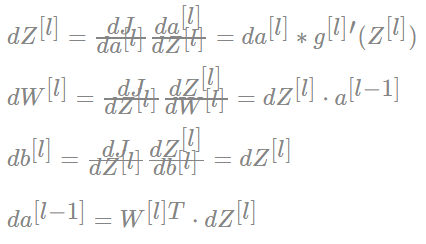 dZ^{[l]} = \frac{dJ}{da^{[l]}} \frac{da^{[l]}}{dZ^{[l]}} = da^{[l]} * g^{[l]\prime}(Z^{[l]})
dW^{[l]} = \frac{dJ}{dZ^{[l]}} \frac{dZ^{[l]}}{dW^{[l]}} = dZ^{[l]} \cdot a^{[l-1]}
db^{[l]} = \frac{dJ}{dZ^{[l]}} \frac{dZ^{[l]}}{db^{[l]}} = dZ^{[l]}
da^{[l-1]} = W^{[l]T} \cdot dZ^{[l]}